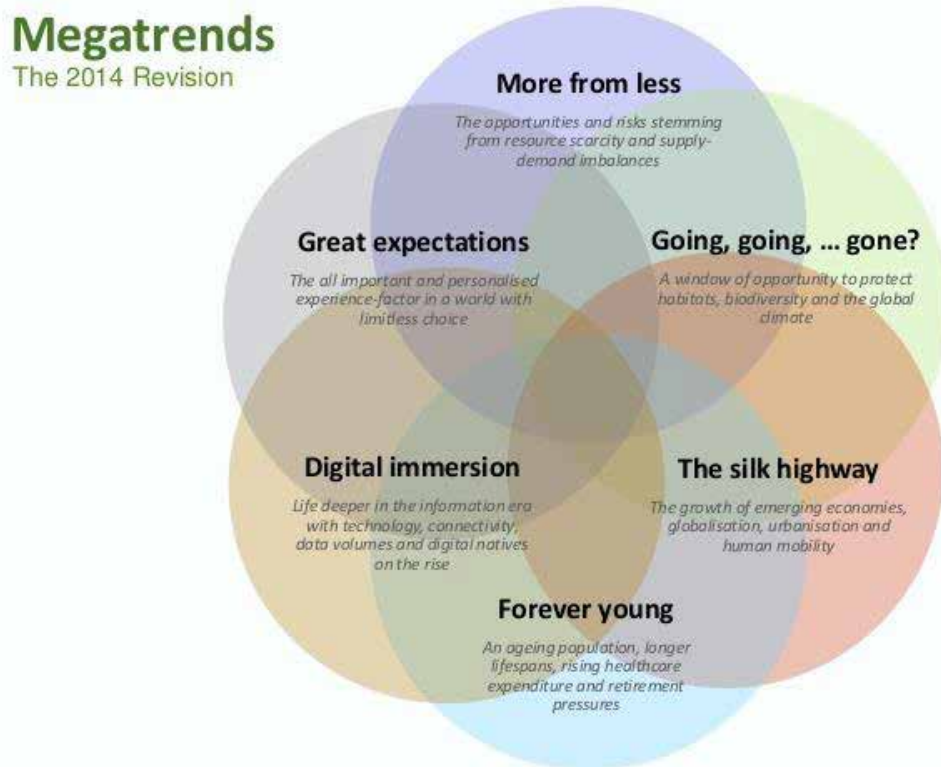 Megatrends
The 2014 Revision
More from less
The opportunities and risks stemming
from resource scarcity and supply-
demand imbalances
Great expectations
The all important and personalised
experience-factor in a world with
limitless choice
Going, going, ... gone?
A window of opportunity to protect
habitats, biodiversity and the global
climate
Digital immersion
Life deeper in the information era
with technology, connectivity,
data volumes and digital natives
on the rise
The silk highway
The growth of emerging economies,
globalisation, urbanisation and
human mobility
Forever young
An ageing population, longer
lifespans, rising healthcare
expenditure and retirement
pressures